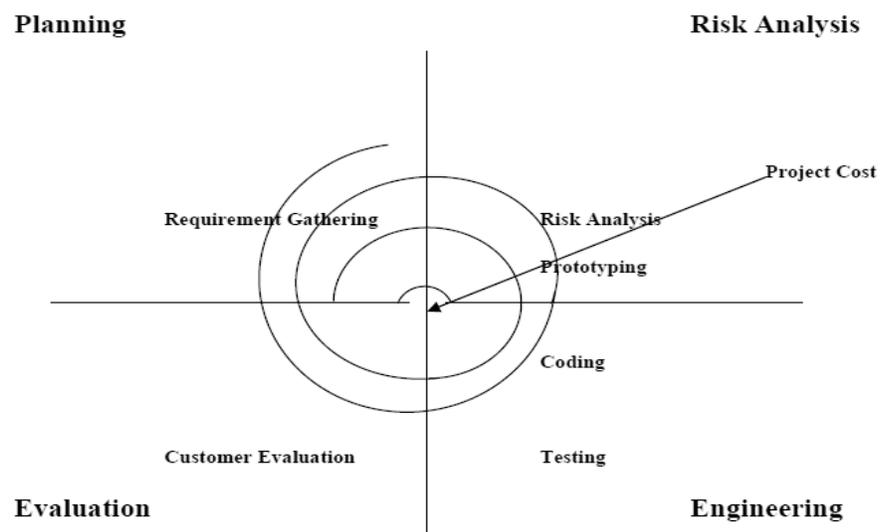 Planning
Risk Analysis
Project Cost
Requirement Gathering
Risk Analysis
Prototyping
Coding
Customer Evaluation
Testing
Evaluation
Engineering